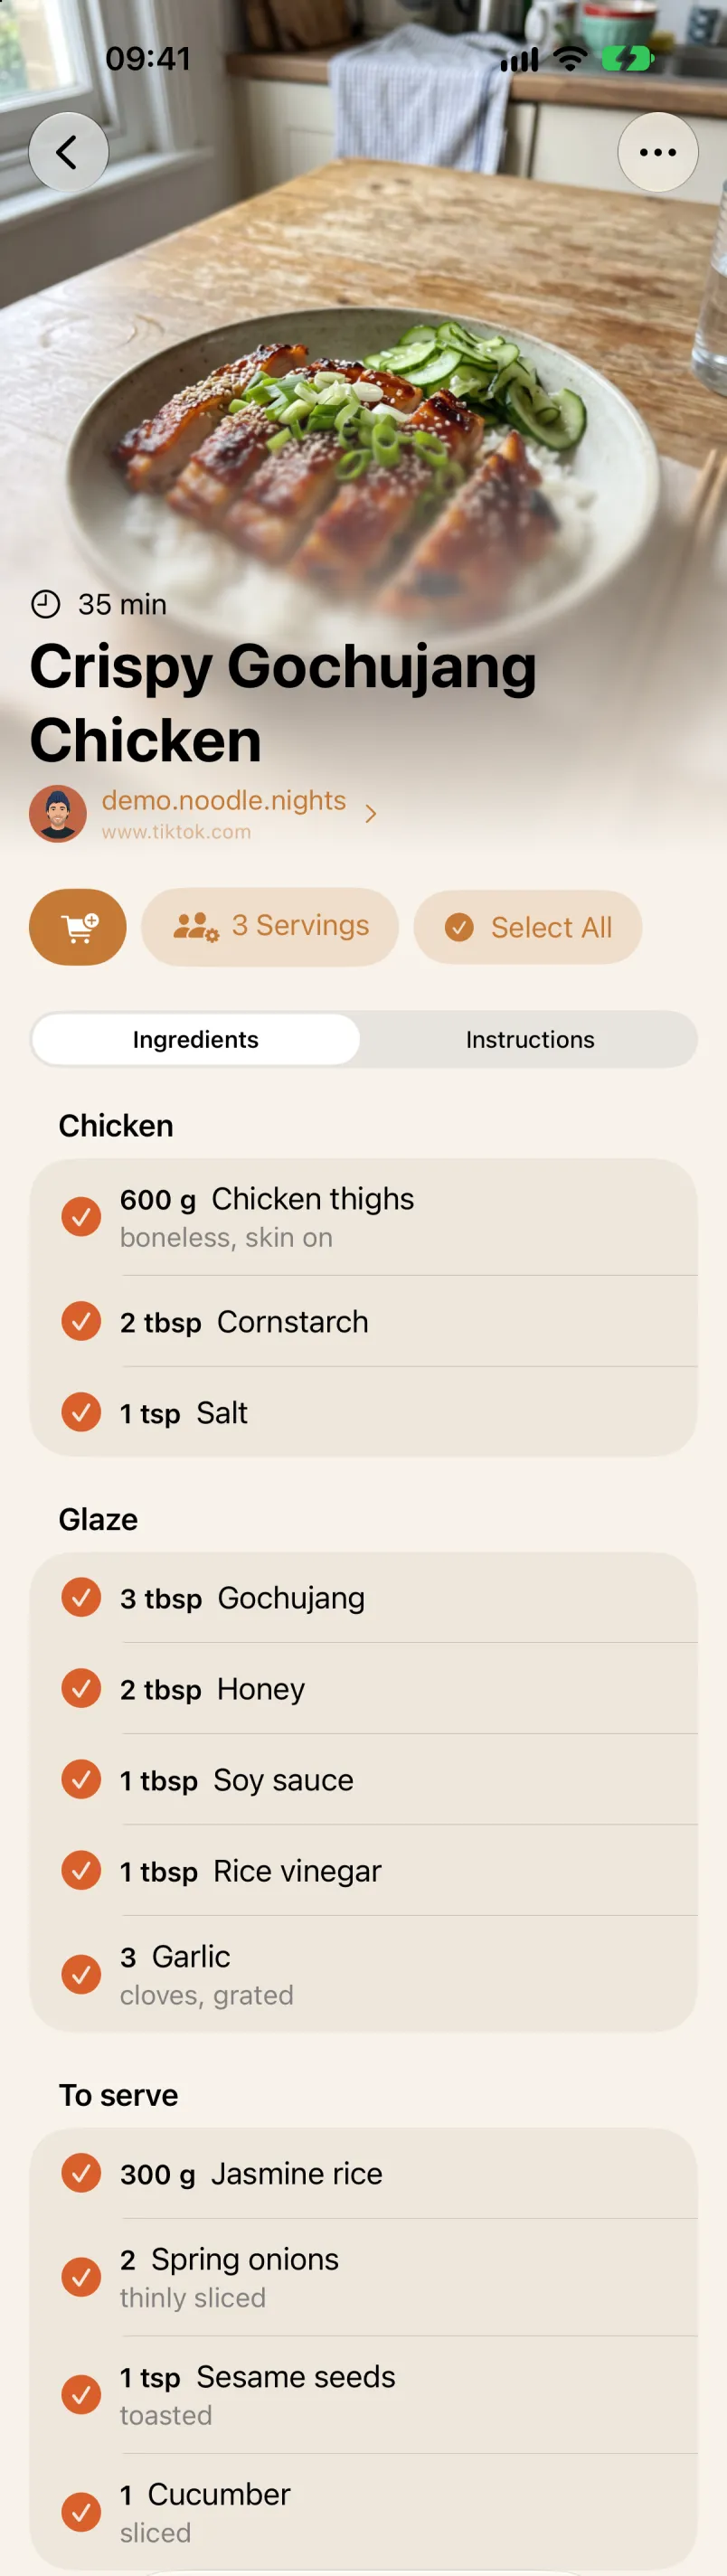 09:41
35 min
Crispy Gochujang
Chicken
demo.noodle.nights
www.tiktok.com
3 Servings
Select All
Ingredients
Instructions
Chicken
600 g Chicken thighs
boneless, skin on
2 tbsp Cornstarch
1 tsp Salt
Glaze
3 tbsp Gochujang
2 tbsp Honey
1 tbsp Soy sauce
1 tbsp Rice vinegar
3 Garlic
cloves, grated
To serve
300 g Jasmine rice
2 Spring onions
thinly sliced
1 tsp Sesame seeds
toasted
1 Cucumber
sliced